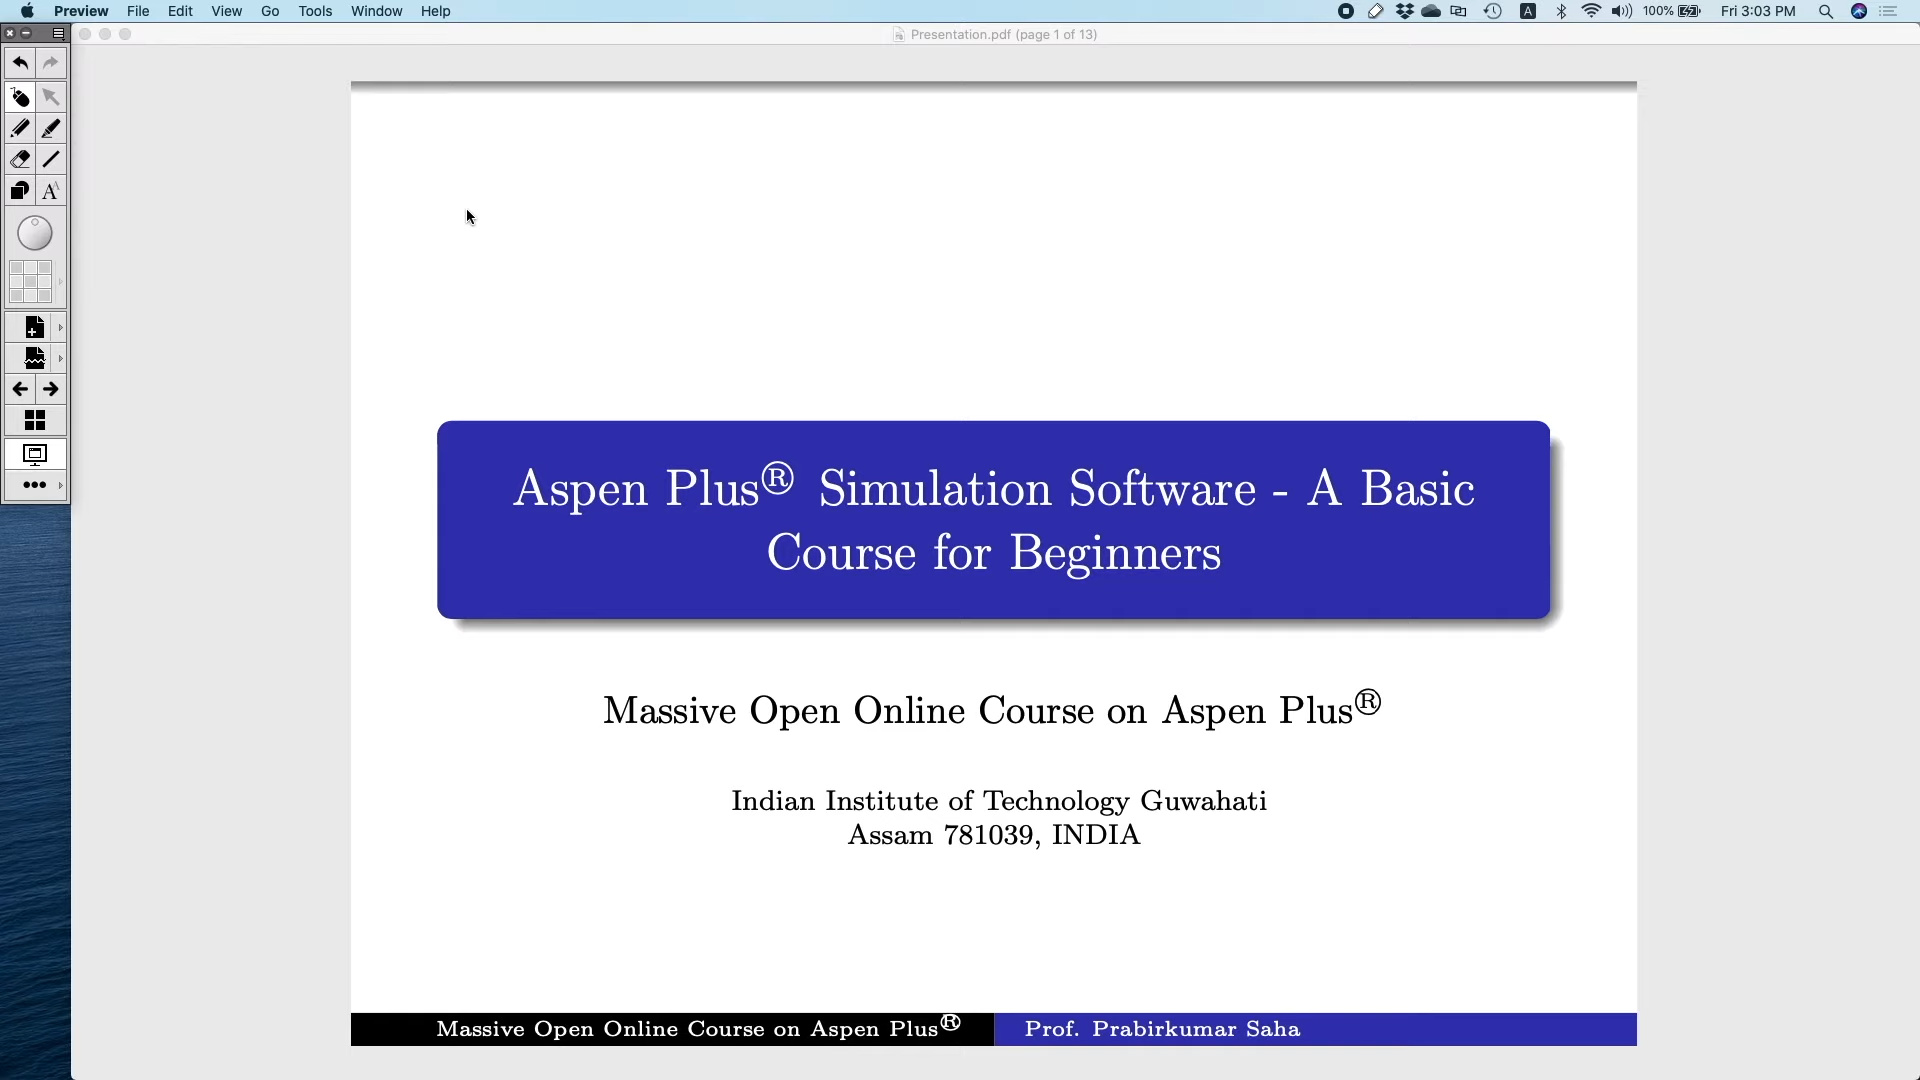 Preview File Edit View Go Tools Window Help
A 100% Fri 3:03 PM
Presentation.pdf (page 1 of 13)
Aspen Plus® Simulation Software - A Basic
Course for Beginners
Massive Open Online Course on Aspen Plus®
Indian Institute of Technology Guwahati
Assam 781039, INDIA
Massive Open Online Course on Aspen Plus® Prof. Prabirkumar Saha